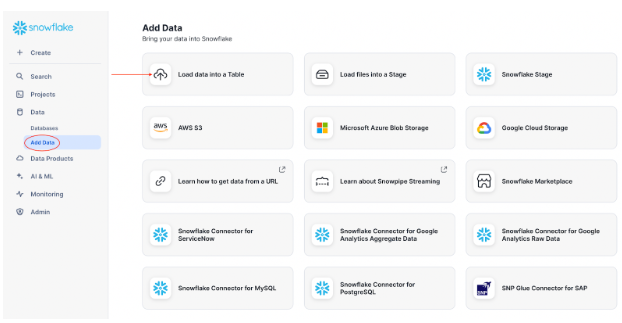 snowflake
+ Create
Search
Projects
Data
Databases
Add Data
Data Products
AI & ML
Monitoring
Admin
Add Data
Bring your data into Snowflake
Load data into a Table
Load files into a Stage
Snowflake Stage
aws
AWS S3
Microsoft Azure Blob Storage
Google Cloud Storage
Learn how to get data from a URL
Learn about Snowpipe Streaming
Snowflake Marketplace
Snowflake Connector for
ServiceNow
Snowflake Connector for Google
Analytics Aggregate Data
Snowflake Connector for Google
Analytics Raw Data
Snowflake Connector for MySQL
Snowflake Connector for
PostgreSQL
SNP
SNP Glue Connector for SAP